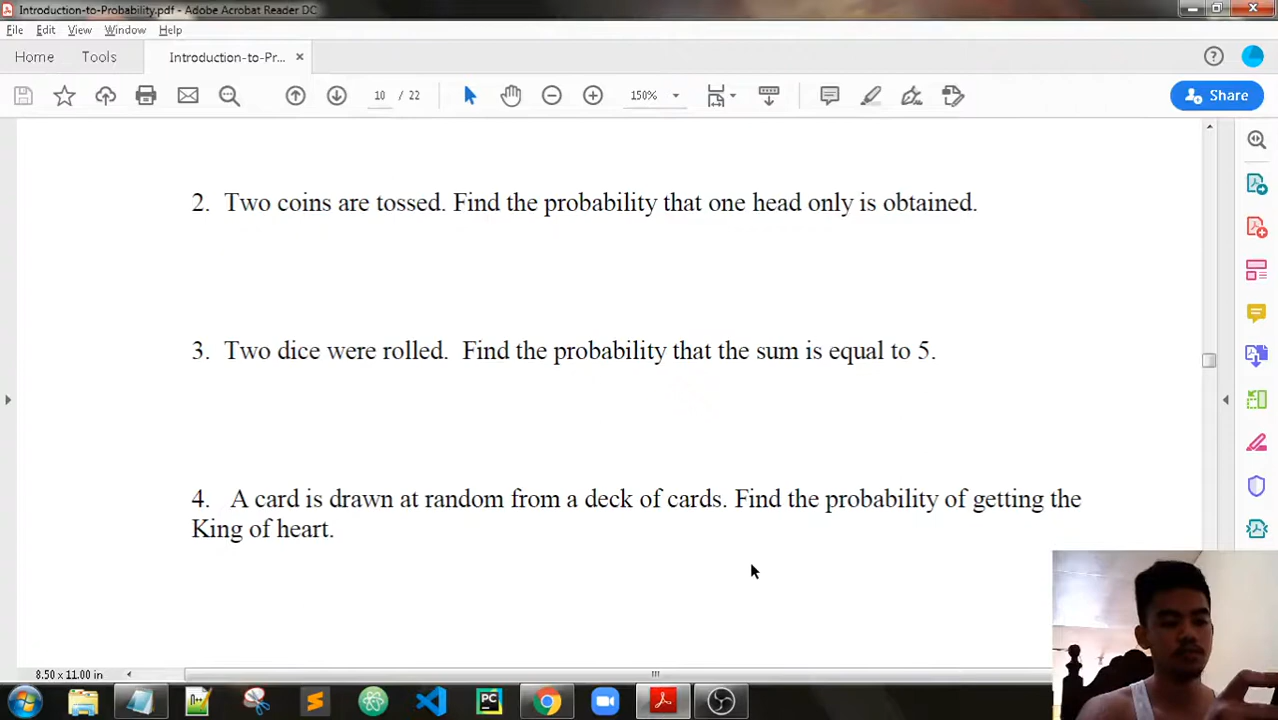 Introduction-to-Probability.pdf - Adobe Acrobat Reader DC
File Edit View Window Help
Home Tools Introduction-to-Pr... ×
10 / 22 150% Share
2. Two coins are tossed. Find the probability that one head only is obtained.
3. Two dice were rolled. Find the probability that the sum is equal to 5.
4. A card is drawn at random from a deck of cards. Find the probability of getting the
King of heart.
8.50 x 11.00 in